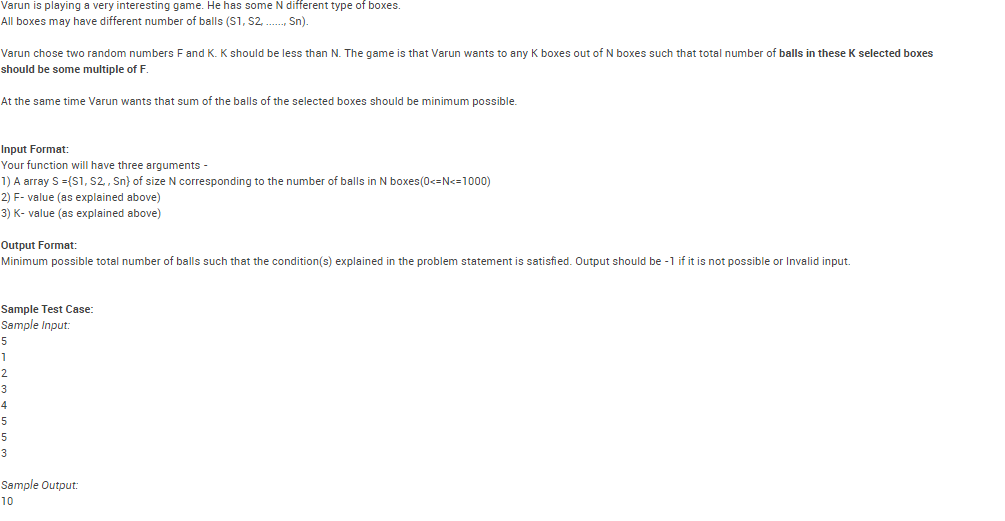 Varun is playing a very interesting game. He has some N different type of boxes.
All boxes may have different number of balls (S1, S2, ......, Sn).
Varun chose two random numbers F and K. K should be less than N. The game is that Varun wants to any K boxes out of N boxes such that total number of balls in these K selected boxes
should be some multiple of F.
At the same time Varun wants that sum of the balls of the selected boxes should be minimum possible.
Input Format:
Your function will have three arguments -
1) A array S ={S1, S2, , Sn} of size N corresponding to the number of balls in N boxes(0<=N<=1000)
2) F- value (as explained above)
3) K- value (as explained above)
Output Format:
Minimum possible total number of balls such that the condition(s) explained in the problem statement is satisfied. Output should be -1 if it is not possible or Invalid input.
Sample Test Case:
Sample Input:
5
1
2
3
4
5
5
3
Sample Output:
10